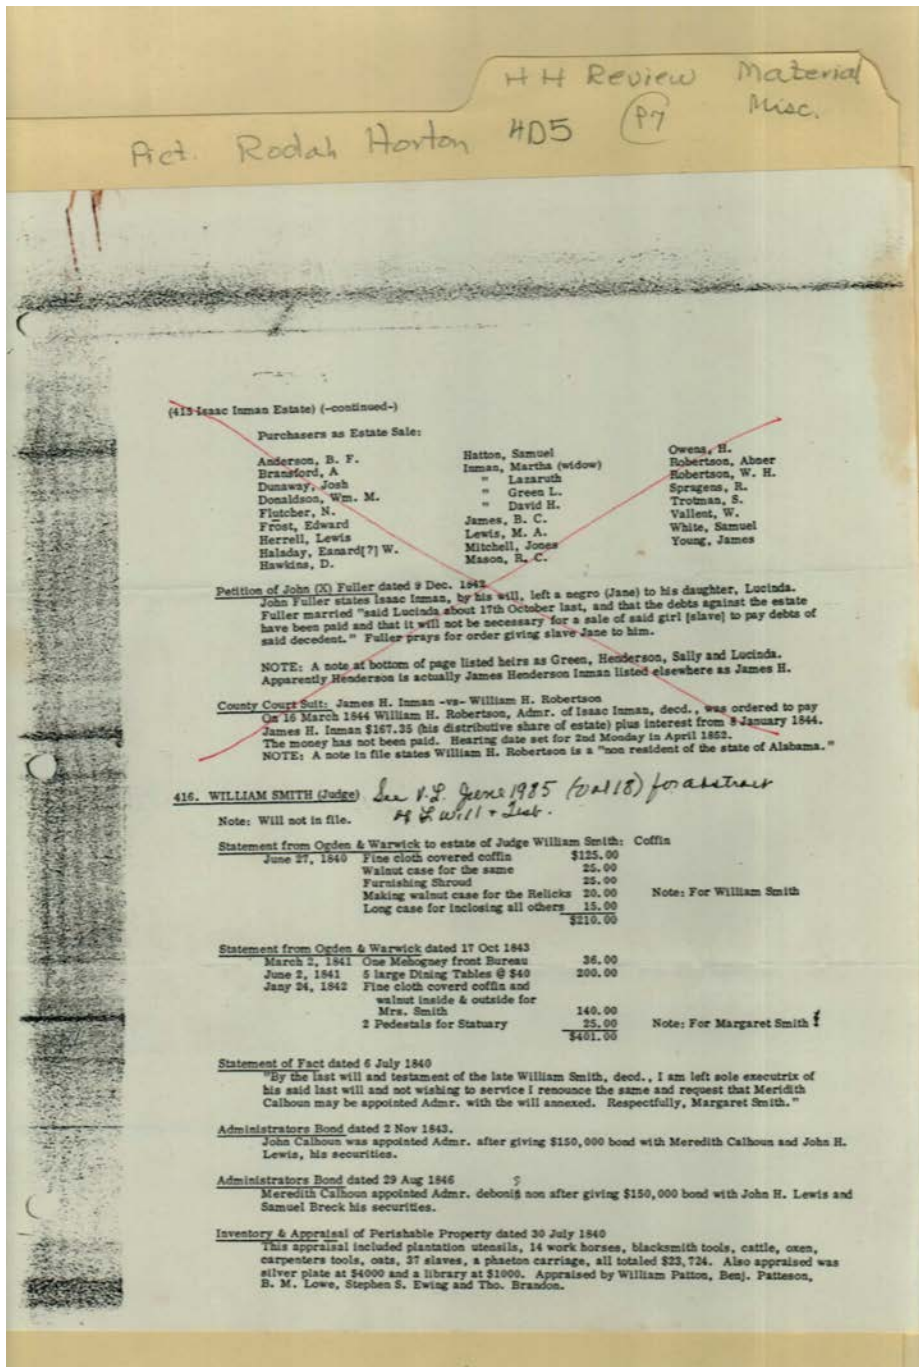 HH Review Material
Misc.
Pict. Rodah Horton 4D5 P7
(415 Isaac Inman Estate) (-continued-)
Purchasers as Estate Sale:
Anderson, B. F.
Bransford, A
Dunaway, Josh
Donaldson, Wm. M.
Flutcher, N.
Frost, Edward
Herrell, Lewis
Haladay, Eanard[?] W.
Hawkins, D.
Hatton, Samuel
Inman, Martha (widow)
" Lazaruth
" Green L.
" David H.
James, B. C.
Lewis, M. A.
Mitchell, Jones
Mason, R. C.
Owens, H.
Robertson, Abner
Robertson, W. H.
Spragens, R.
Trotman, S.
Vallent, W.
White, Samuel
Young, James
Petition of John (X) Fuller dated 9 Dec. 1842
John Fuller states Isaac Inman, by his will, left a negro (Jane) to his daughter, Lucinda.
Fuller married "said Lucinda about 17th October last, and that the debts against the estate
have been paid and that it will not be necessary for a sale of said girl [slave] to pay debts of
said decedent." Fuller prays for order giving slave Jane to him.
NOTE: A note at bottom of page listed heirs as Green, Henderson, Sally and Lucinda.
Apparently Henderson is actually James Henderson Inman listed elsewhere as James H.
County Court Suit: James H. Inman -vs- William H. Robertson
On 16 March 1844 William H. Robertson, Admr. of Isaac Inman, decd., was ordered to pay
James H. Inman $167.35 (his distributive share of estate) plus interest from 8 January 1844.
The money has not been paid. Hearing date set for 2nd Monday in April 1852.
NOTE: A note in file states William H. Robertson is a "non resident of the state of Alabama."
416. WILLIAM SMITH (Judge) See V.L. June 1985 (Vol 18) for abstract
Note: Will not in file. of L Will + Test.
Statement from Ogden & Warwick to estate of Judge William Smith: Coffin
June 27, 1840 Fine cloth covered coffin $125.00
Walnut case for the same 25.00
Furnishing Shroud 25.00
Making walnut case for the Relicks 20.00 Note: For William Smith
Long case for inclosing all others 15.00
$210.00
Statement from Ogden & Warwick dated 17 Oct 1843
March 2, 1841 One Mehogney front Bureau 36.00
June 2, 1841 5 large Dining Tables @ $40 200.00
Jany 24, 1842 Fine cloth coverd coffin and
walnut inside & outside for
Mrs. Smith 140.00
2 Pedestals for Statuary 25.00 Note: For Margaret Smith
$401.00
Statement of Fact dated 6 July 1840
"By the last will and testament of the late William Smith, decd., I am left sole executrix of
his said last will and not wishing to service I renounce the same and request that Meridith
Calhoun may be appointed Admr. with the will annexed. Respectfully, Margaret Smith."
Administrators Bond dated 2 Nov 1843.
John Calhoun was appointed Admr. after giving $150,000 bond with Meredith Calhoun and John H.
Lewis, his securities.
Administrators Bond dated 29 Aug 1846
Meredith Calhoun appointed Admr. debonis non after giving $150,000 bond with John H. Lewis and
Samuel Breck his securities.
Inventory & Appraisal of Perishable Property dated 30 July 1840
This appraisal included plantation utensils, 14 work horses, blacksmith tools, cattle, oxen,
carpenters tools, oats, 37 slaves, a phaeton carriage, all totaled $23,724. Also appraised was
silver plate at $4000 and a library at $1000. Appraised by William Patton, Benj. Patteson,
B. M. Lowe, Stephen S. Ewing and Tho. Brandon.